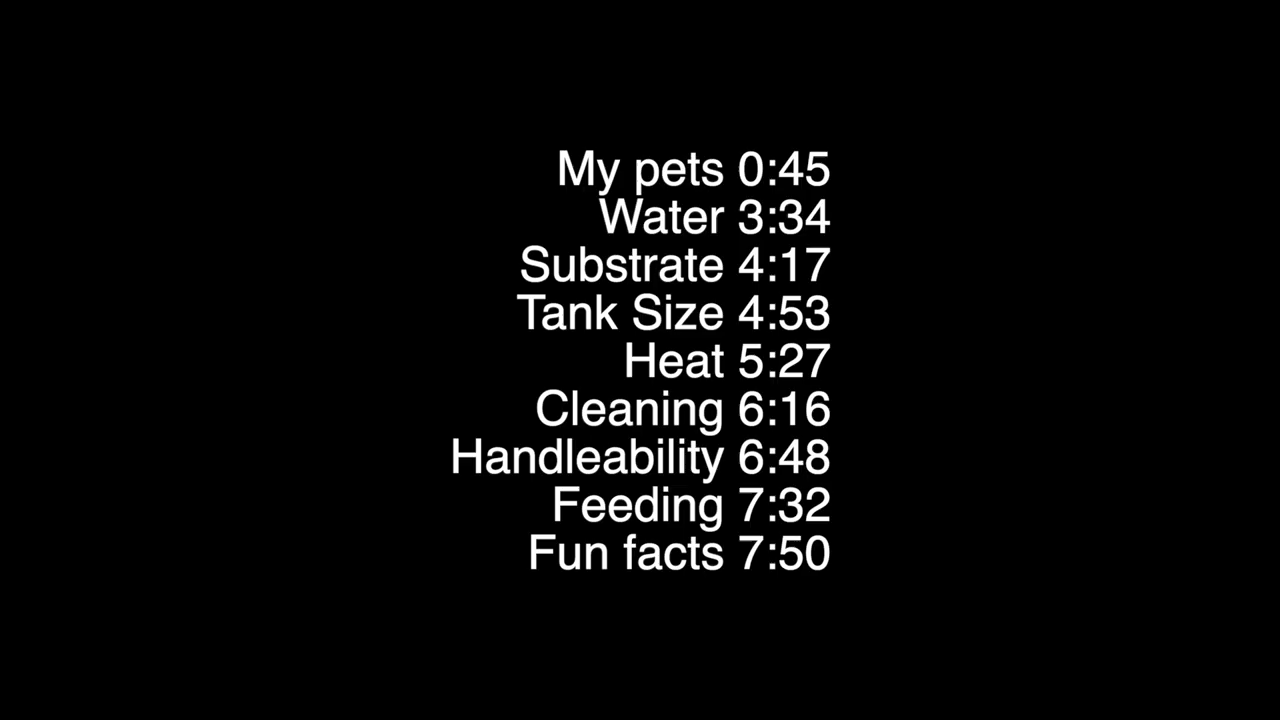 My pets 0:45
Water 3:34
Substrate 4:17
Tank Size 4:53
Heat 5:27
Cleaning 6:16
Handleability 6:48
Feeding 7:32
Fun facts 7:50